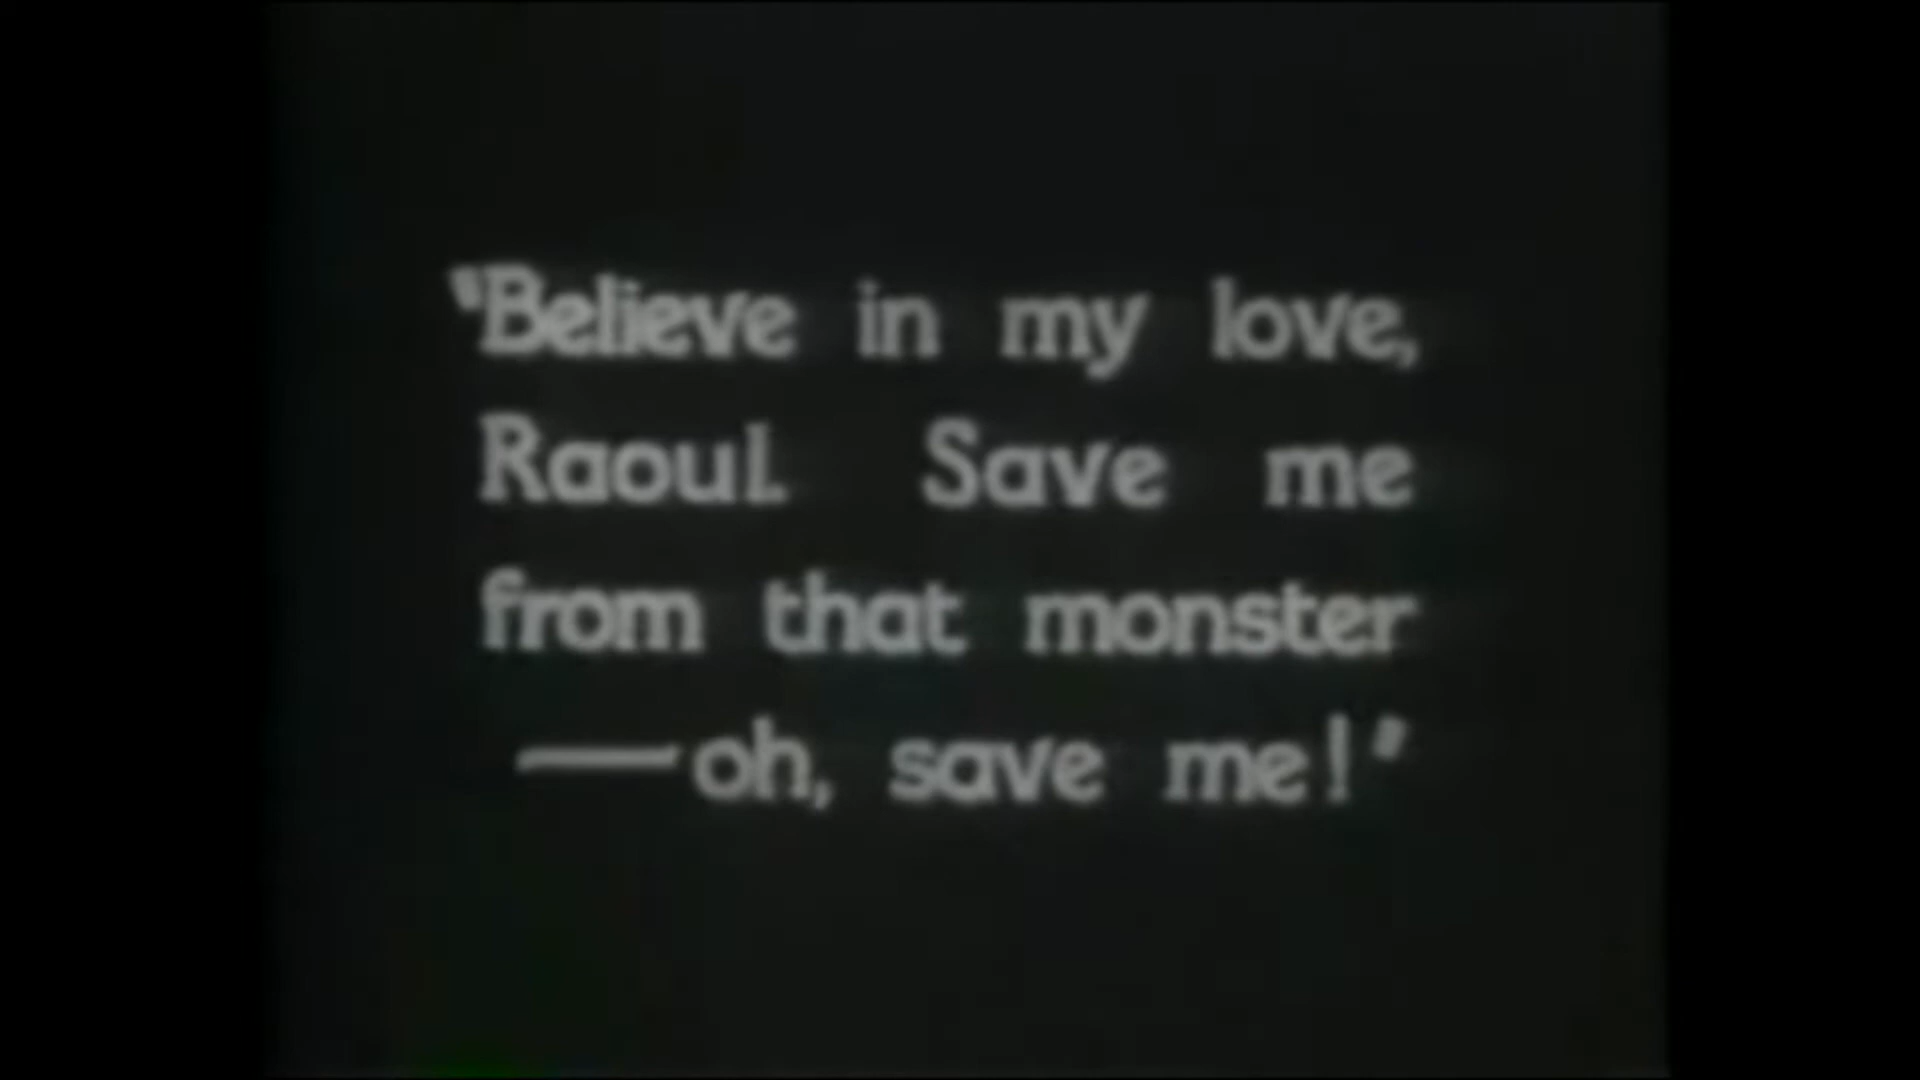 "Believe in my love,
Raoul. Save me
from that monster
—oh, save me!"